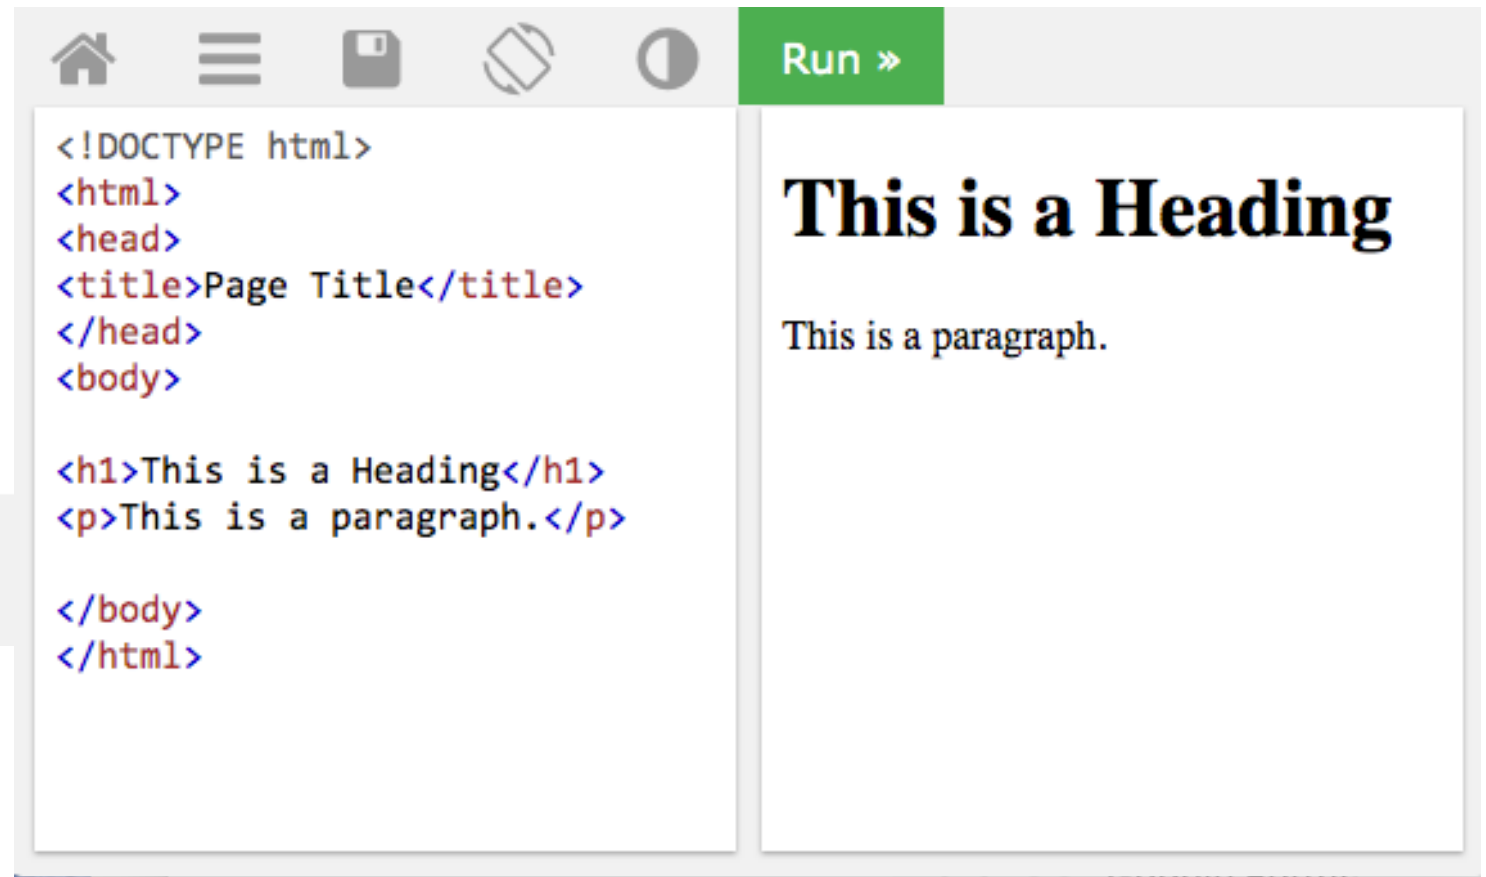 Run »
<!DOCTYPE html>
<html>
<head>
<title>Page Title</title>
</head>
<body>
<h1>This is a Heading</h1>
<p>This is a paragraph.</p>
</body>
</html>
This is a Heading
This is a paragraph.